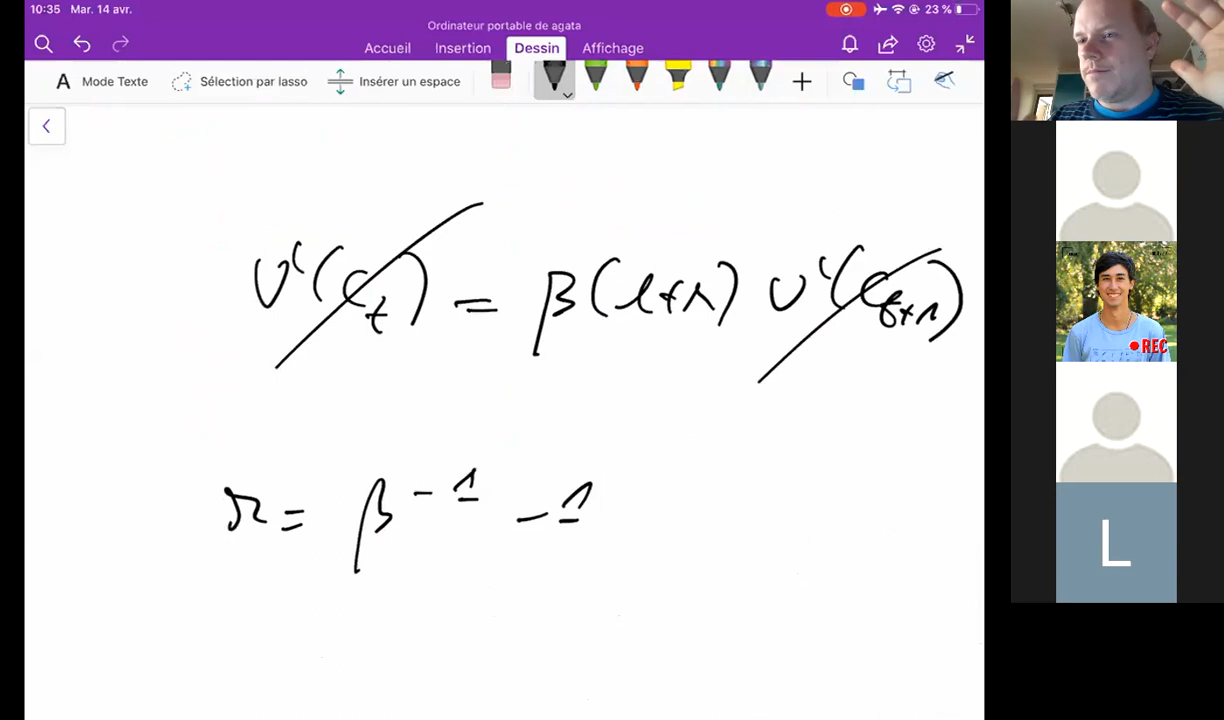 10:35 Mar. 14 avr.
23 %
Ordinateur portable de agata
Accueil Insertion Dessin Affichage
A Mode Texte Sélection par lasso Insérer un espace
U'(Ct) = β(1+r) U'(Ct+1)
r = β^-1 - 1
REC
L